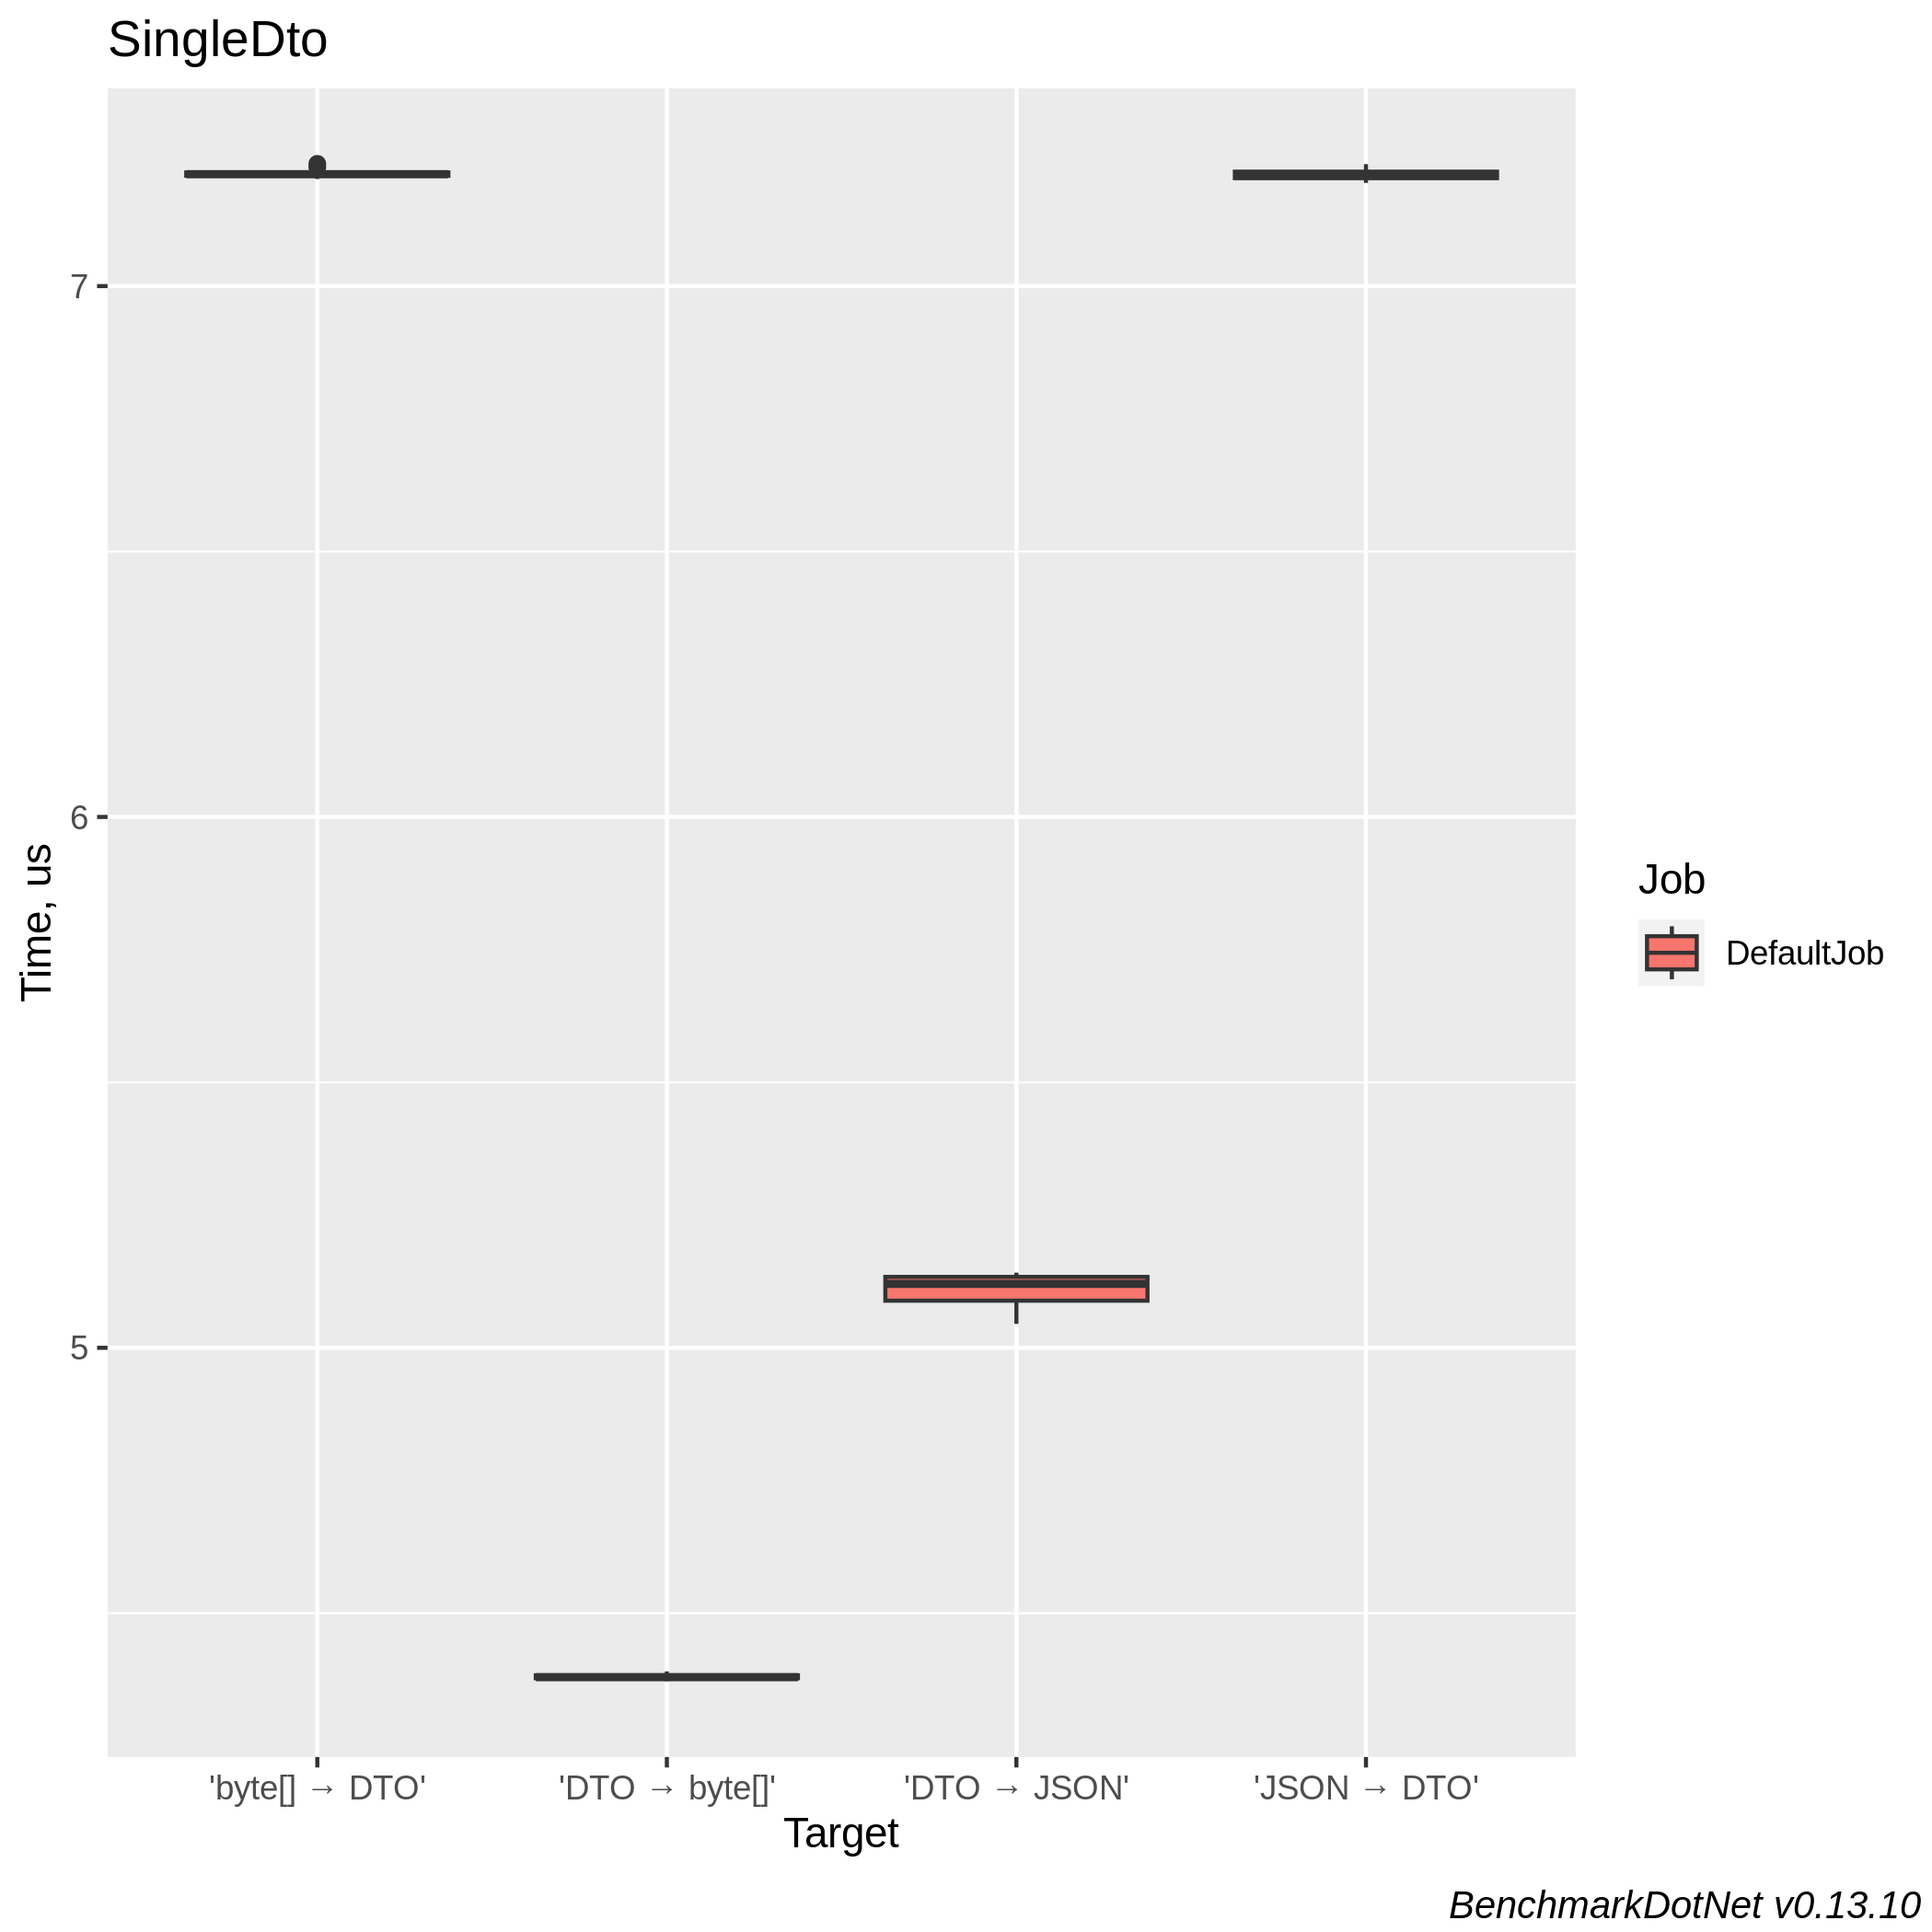 SingleDto
7
6
5
Time, us
'byte[] → DTO'
'DTO → byte[]'
'DTO → JSON'
'JSON → DTO'
Target
Job
DefaultJob
BenchmarkDotNet v0.13.10